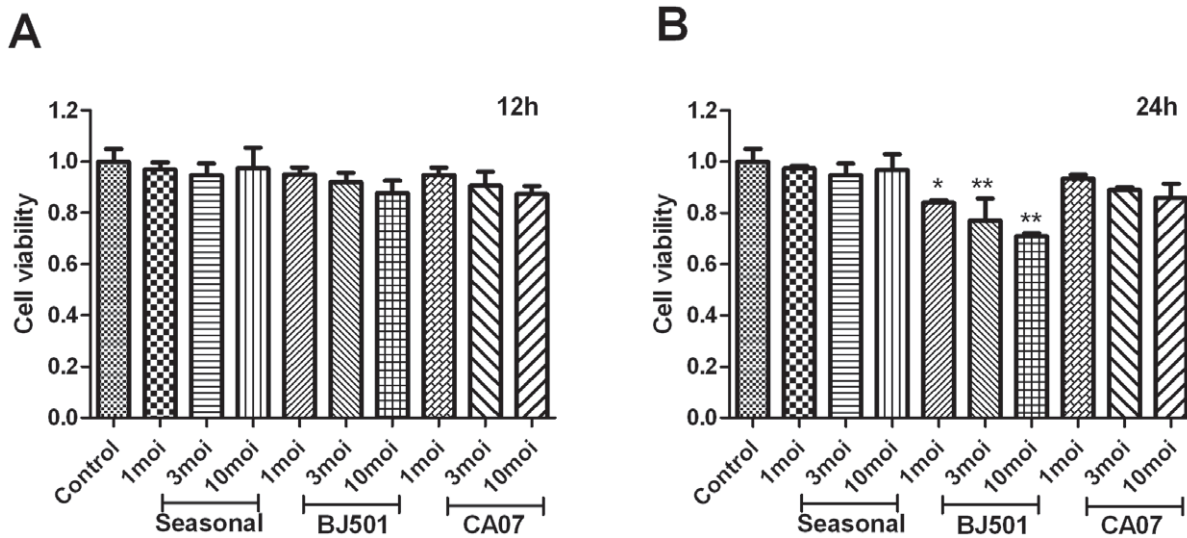 A
12h
Cell viability
1.2
1.0
0.8
0.6
0.4
0.2
0.0
Control
1moi
3moi
10moi
1moi
3moi
10moi
1moi
3moi
10moi
Seasonal
BJ501
CA07
B
24h
Cell viability
1.2
1.0
0.8
0.6
0.4
0.2
0.0
*
**
**
Control
1moi
3moi
10moi
1moi
3moi
10moi
1moi
3moi
10moi
Seasonal
BJ501
CA07